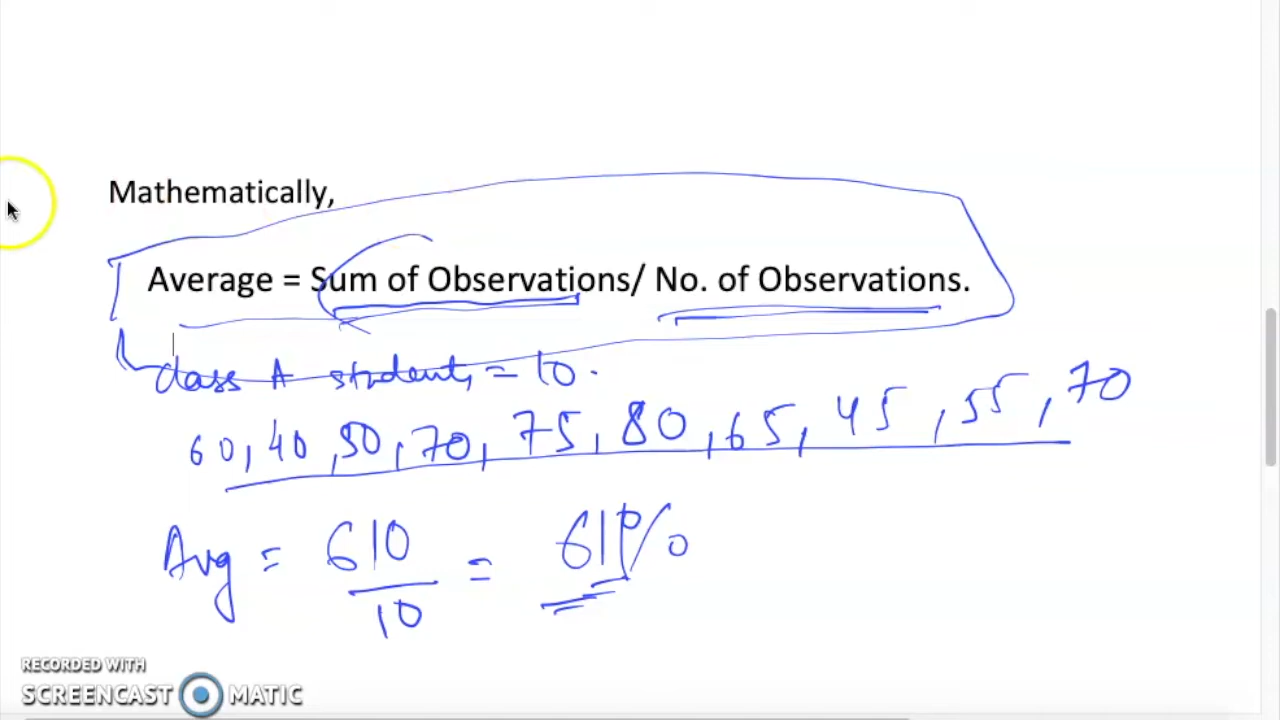 Mathematically,
Average = Sum of Observations/ No. of Observations.
class A students = 10.
60, 40, 50, 70, 75, 80, 65, 45, 55, 70
Avg = 610/10 = 61%
RECORDED WITH
SCREENCAST MATIC